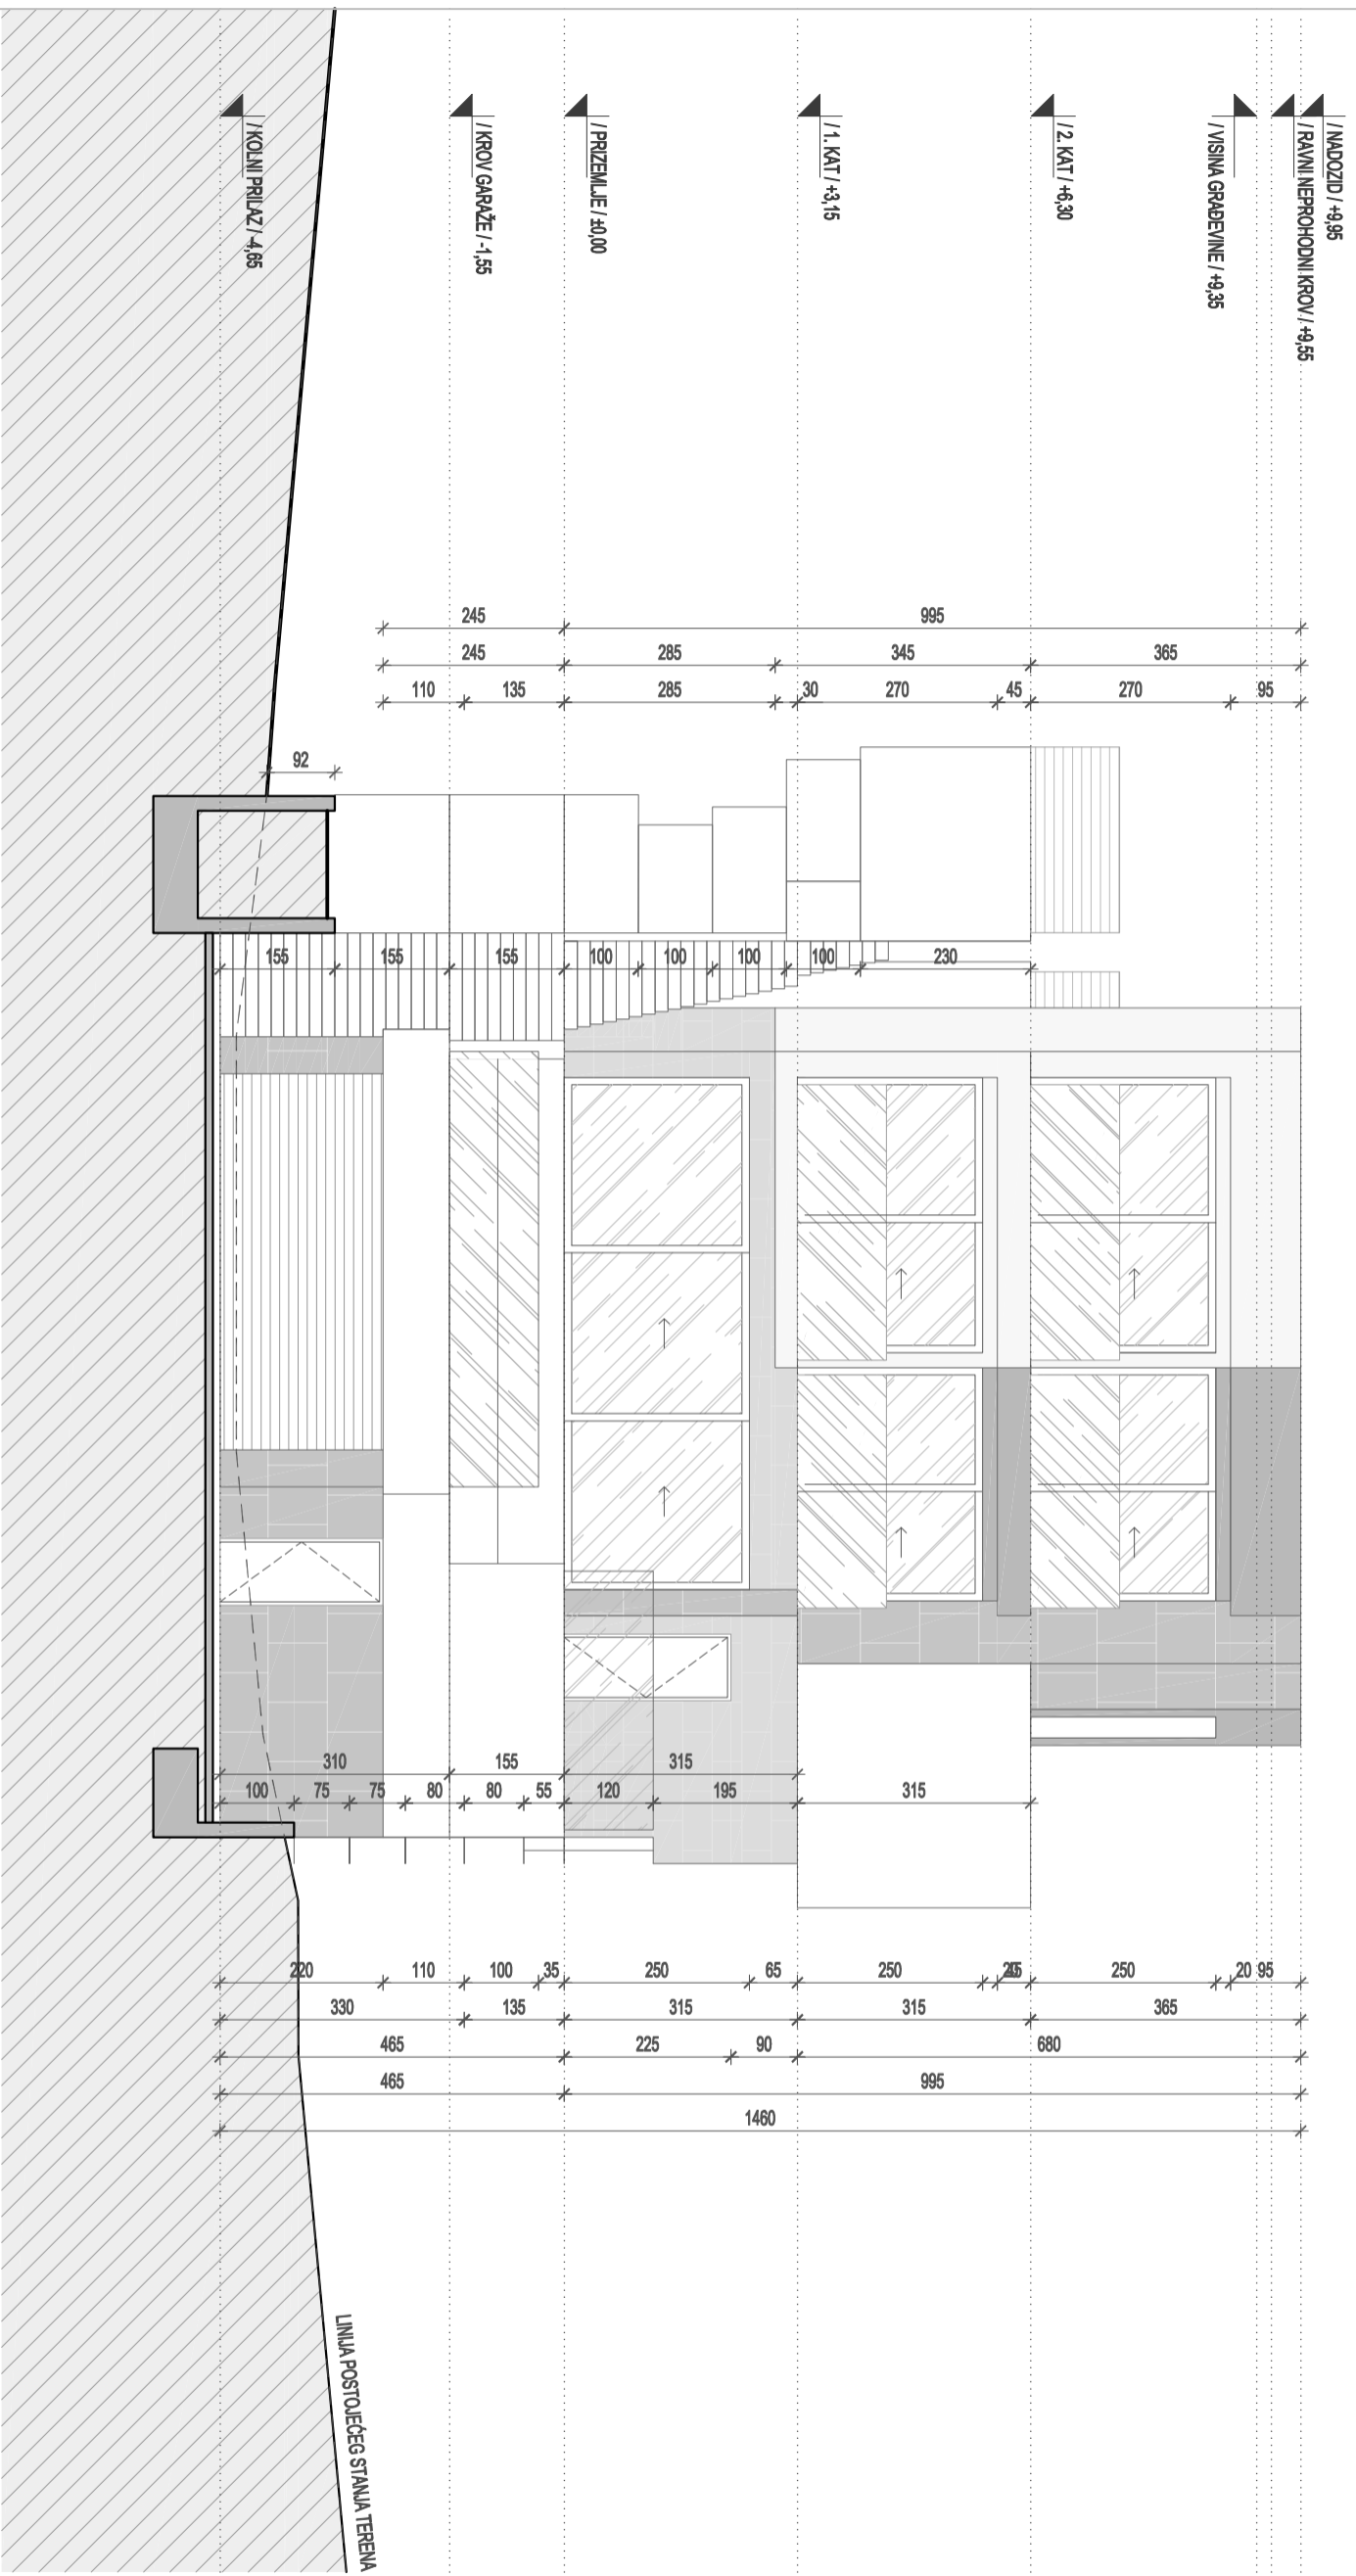 / KOLNI PRILAZ / -4,65
/ KROV GARAŽE / -1,55
/ PRIZEMLJE / ±0,00
/ 1. KAT / +3,15
/ 2. KAT / +6,30
/ VISINA GRAĐEVINE / +9,35
/ RAVNI NEPROHODNI KROV / +9,55
/ NADOZID / +9,95
245 995
245 285 345 365
110 135 285 30 270 45 270 95
92
155 155 155 100 100 100 100 230
310 155 315
100 75 75 80 80 55 120 195 315
220 110 100 35 250 65 250 250 20 95
330 135 315 315 365
465 225 90 680
465 995
1460
LINIJA POSTOJEĆEG STANJA TERENA